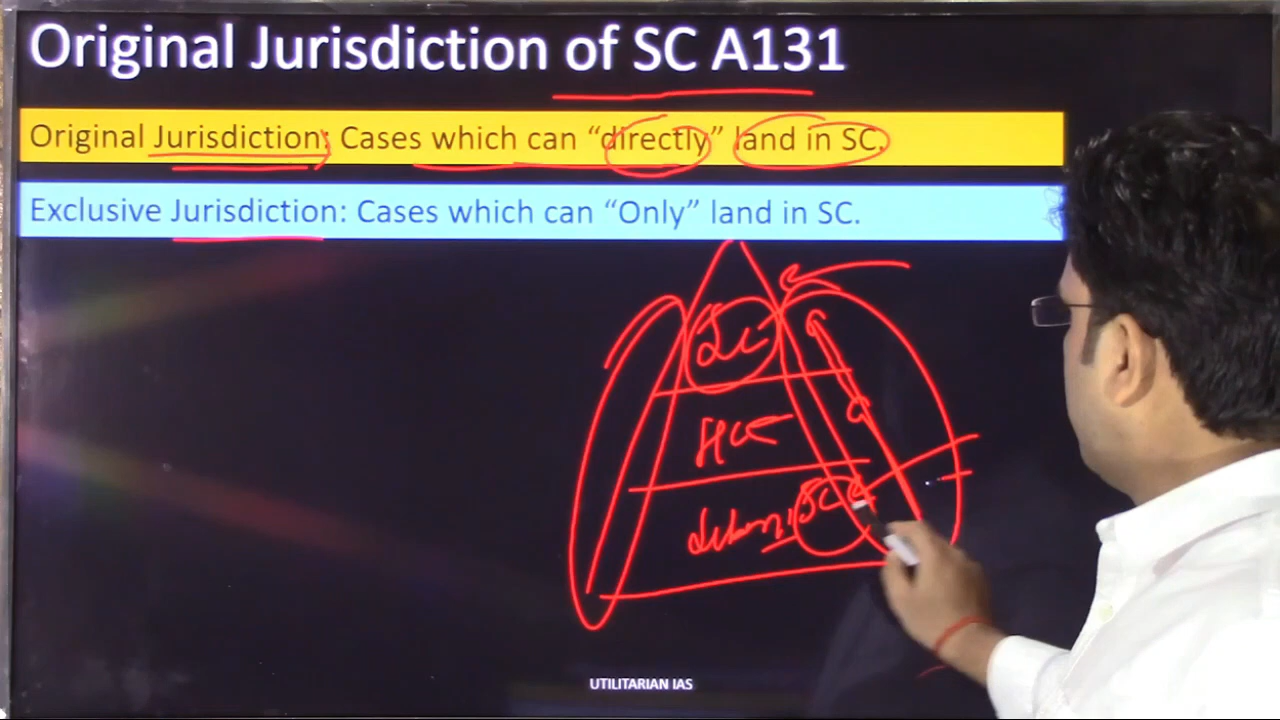 Original Jurisdiction of SC A131
Original Jurisdiction: Cases which can “directly” land in SC.
Exclusive Jurisdiction: Cases which can “Only” land in SC.
SC
HC
SC
UTILITARIAN IAS